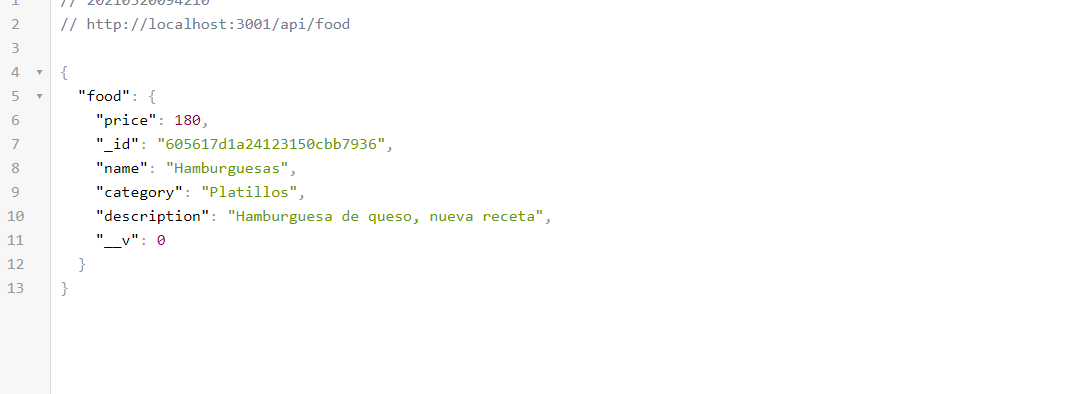 1 // 20210320094210
2 // http://localhost:3001/api/food
3
4 {
5 "food": {
6 "price": 180,
7 "_id": "605617d1a24123150cbb7936",
8 "name": "Hamburguesas",
9 "category": "Platillos",
10 "description": "Hamburguesa de queso, nueva receta",
11 "__v": 0
12 }
13 }